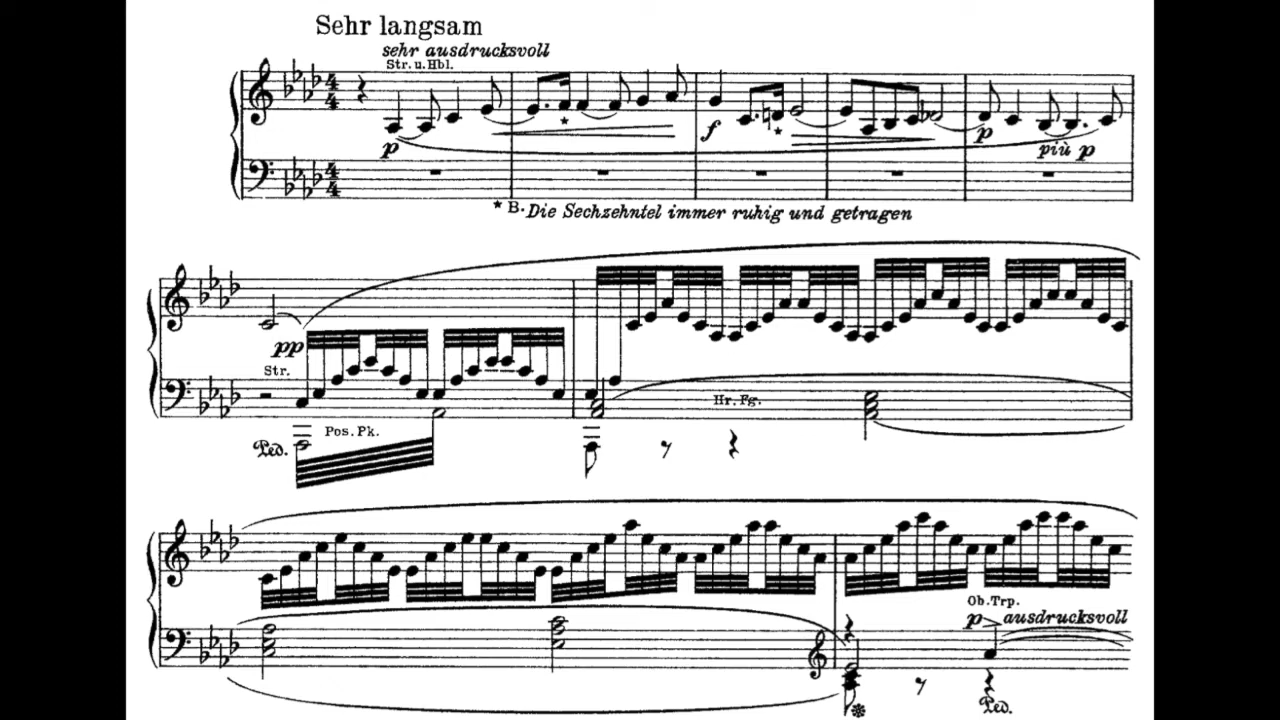 Sehr langsam
sehr ausdrucksvoll
Str. u. Hbl.
p f p
più p
* B. Die Sechzehntel immer ruhig und getragen
pp
Str.
Hr. Fg.
Ped. Pos. Pk.
Ob. Trp.
p ausdrucksvoll
Ped.